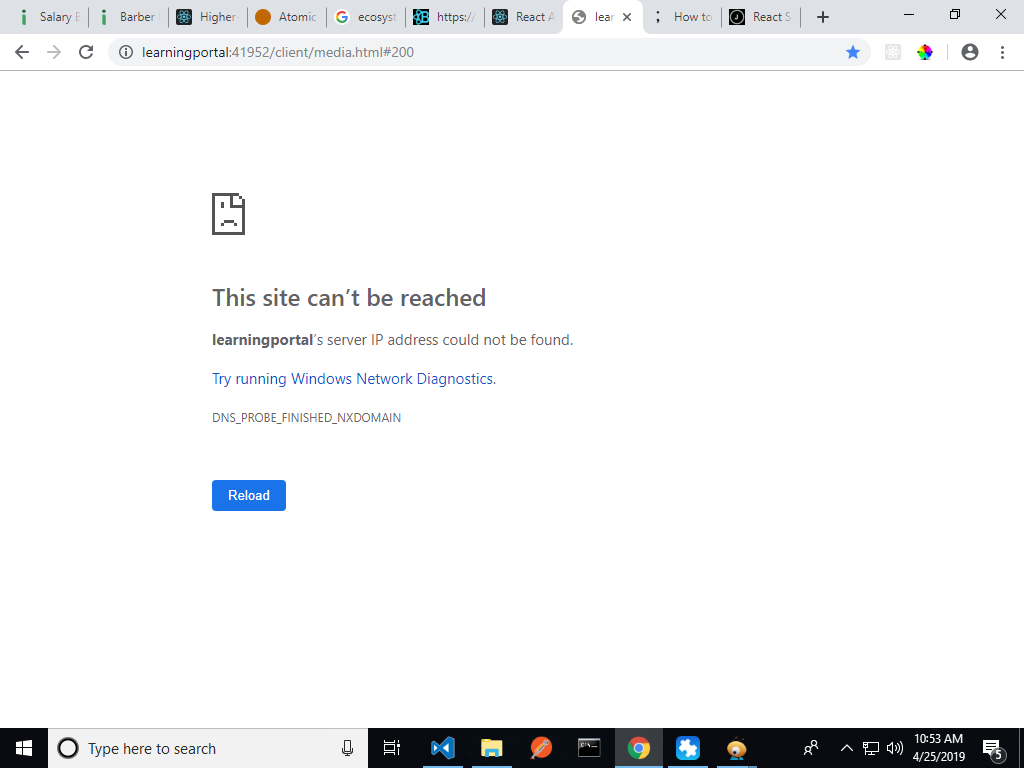 Salary
Barber
Higher-
Atomic
ecosyst
https:/
React A
lear
How to
React S
learningportal:41952/client/media.html#200
This site can’t be reached
learningportal’s server IP address could not be found.
Try running Windows Network Diagnostics.
DNS_PROBE_FINISHED_NXDOMAIN
Reload
Type here to search
10:53 AM
4/25/2019
5